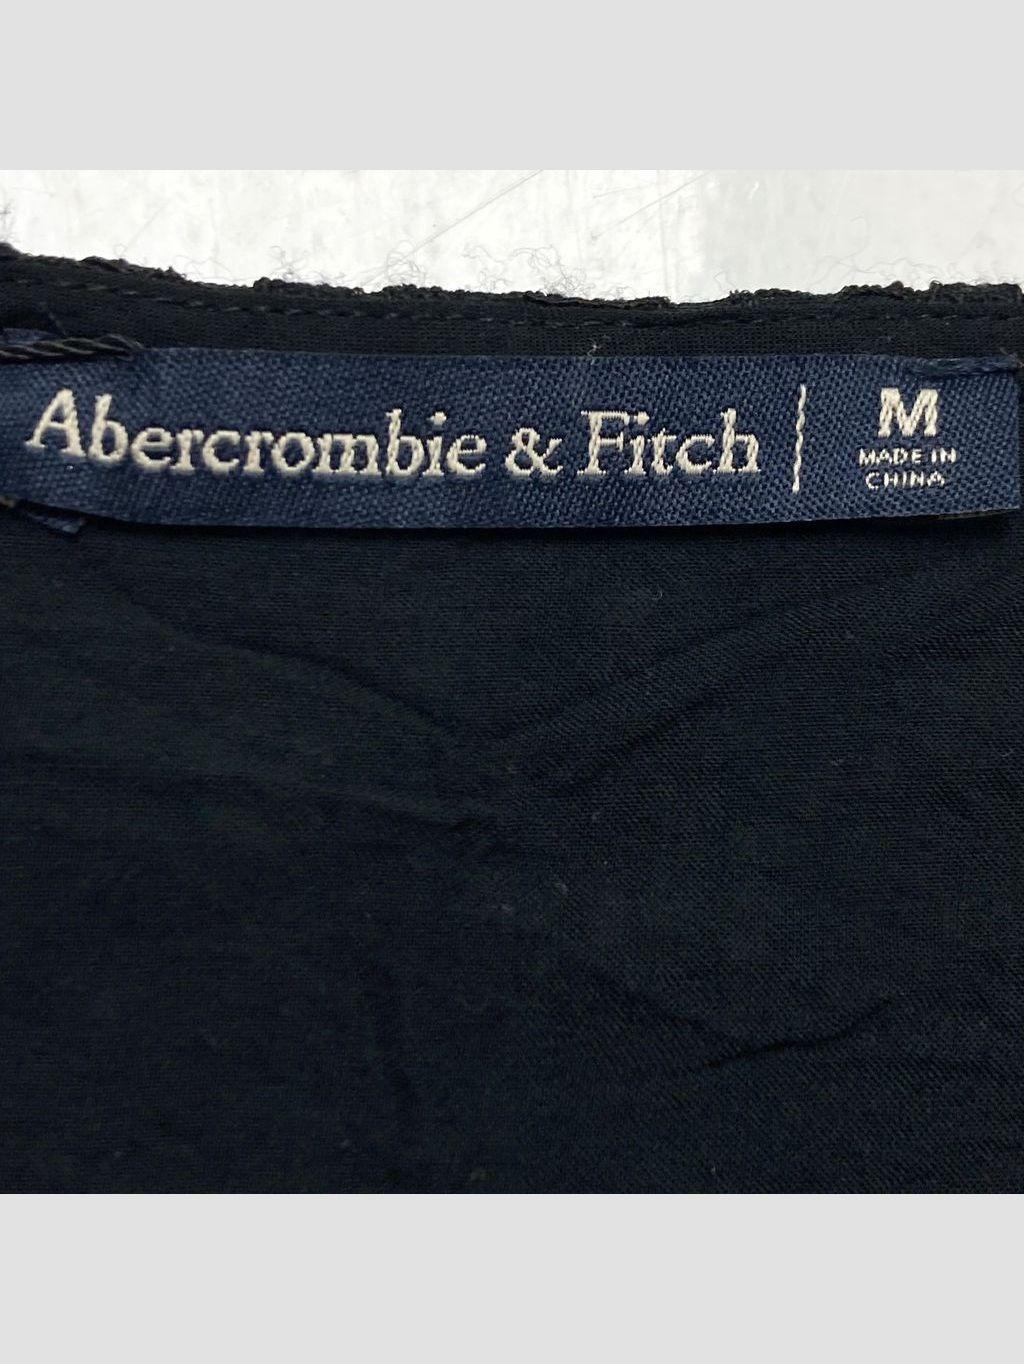 Abercrombie & Fitch | M
MADE IN
CHINA